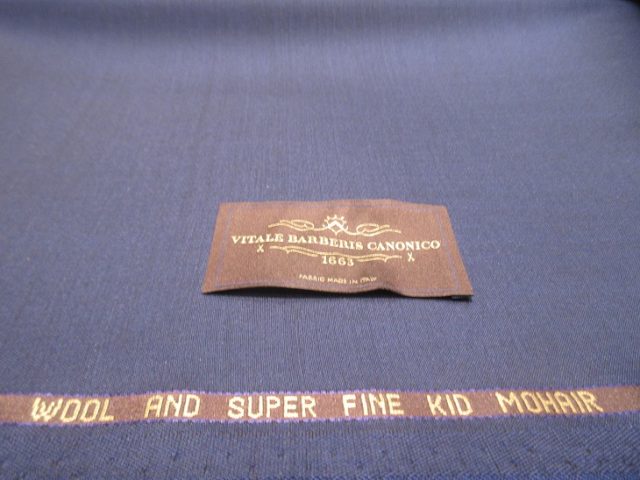 VITALE BARBERIS CANONICO
1663
FABRIC MADE IN ITALY
WOOL AND SUPER FINE KID MOHAIR